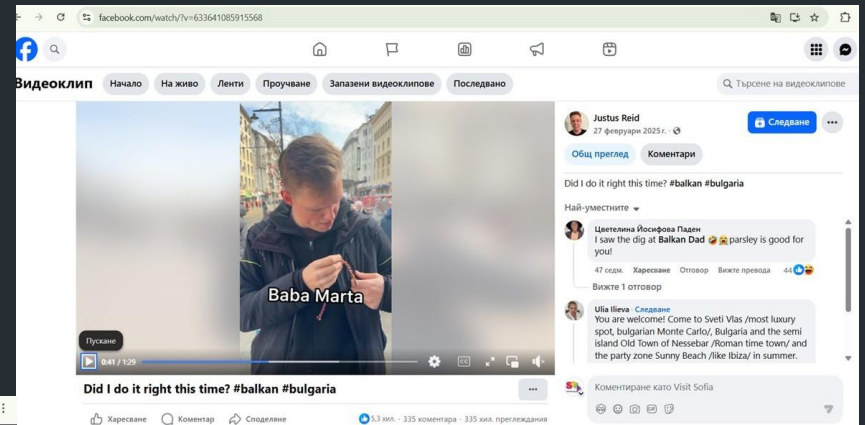 facebook.com/watch/?v=633641085915568
Видеоклип
Начало
На живо
Ленти
Проучване
Запазени видеоклипове
Последвано
Търсене на видеоклипове
Baba Marta
Пускане
0:41 / 1:29
Did I do it right this time? #balkan #bulgaria
Харесване
Коментар
Споделяне
5,3 хил. · 335 коментара · 335 хил. преглеждания
Justus Reid
27 февруари 2025 г.
Следване
Общ преглед
Коментари
Did I do it right this time? #balkan #bulgaria
Най-уместните
Цветелина Йосифова Паден
I saw the dig at Balkan Dad 🤣😭 parsley is good for
you!
47 седм. Харесване Отговор Вижте превода 44
Вижте 1 отговор
Ulia Ilieva · Следване
You are welcome! Come to Sveti Vlas /most luxury
spot, bulgarian Monte Carlo/, Bulgaria and the semi
island Old Town of Nessebar /Roman time town/ and
the party zone Sunny Beach /like Ibiza/ in summer.
Коментиране като Visit Sofia